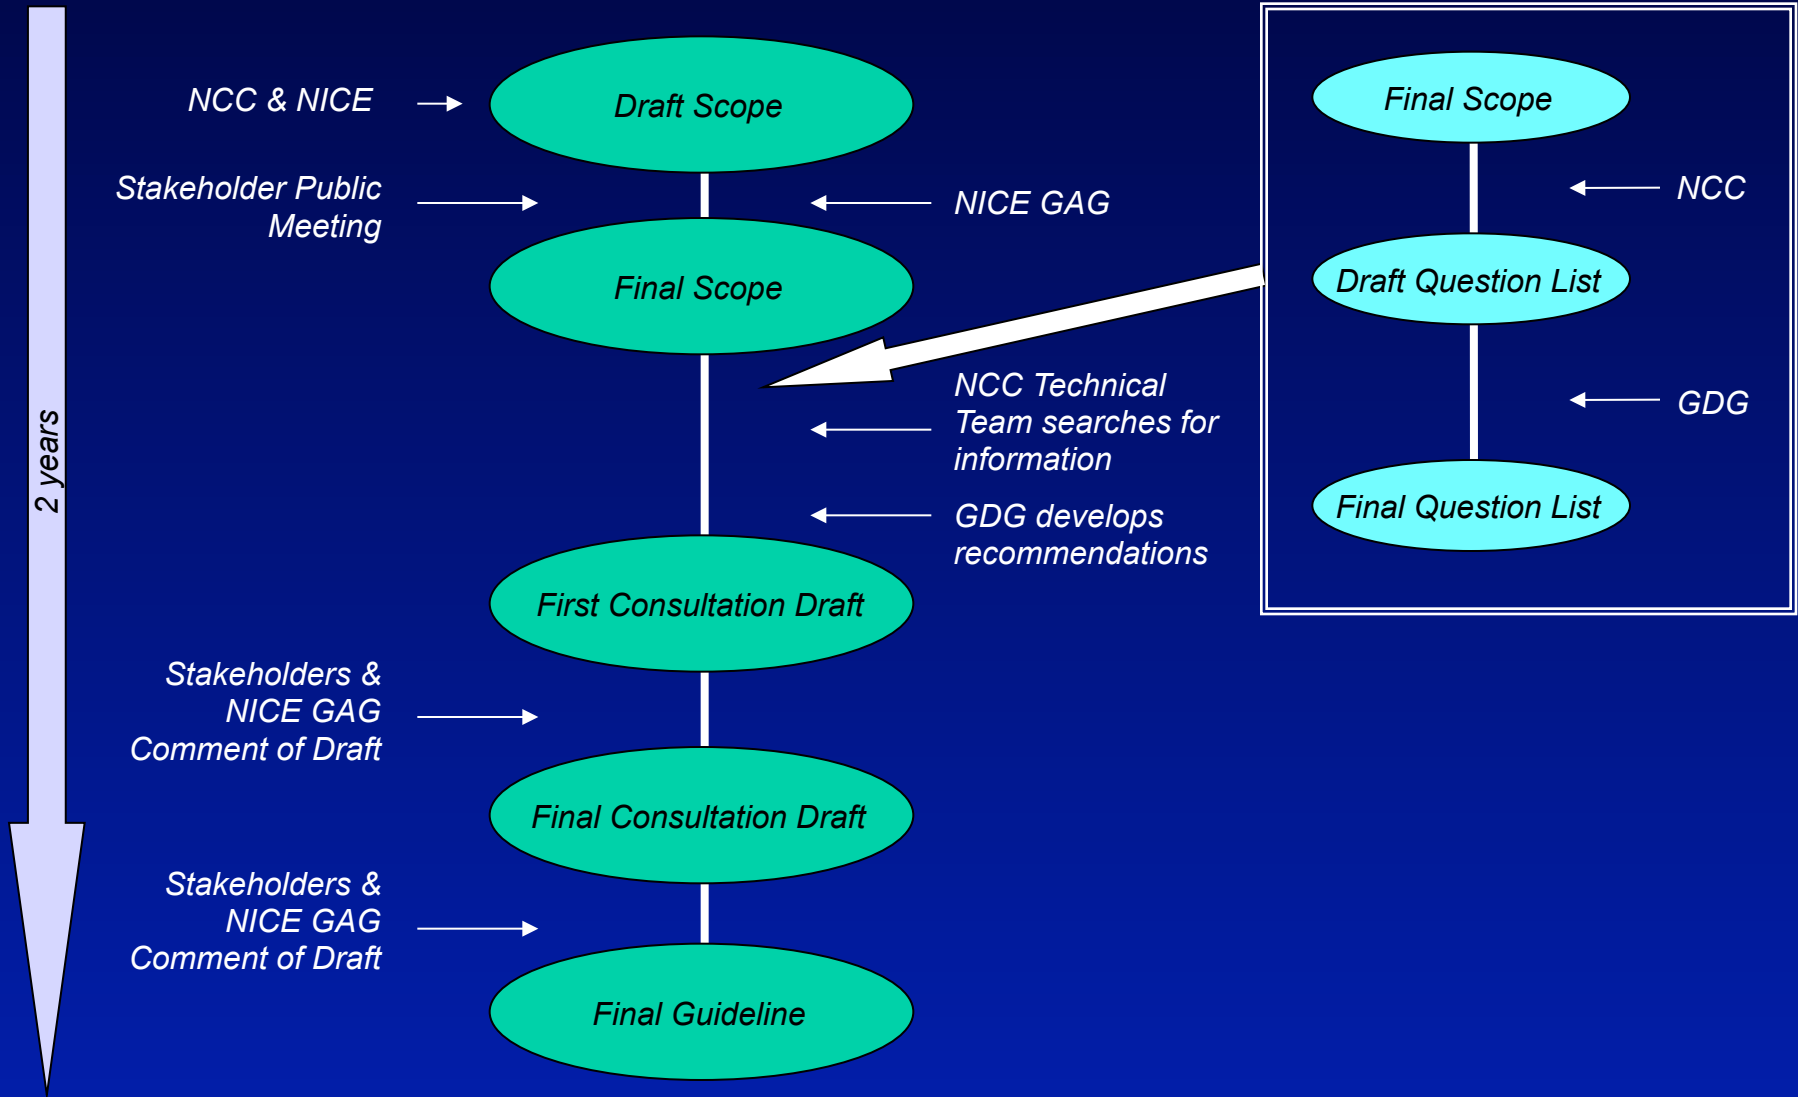 2 years
NCC & NICE
Draft Scope
Stakeholder Public
Meeting
NICE GAG
Final Scope
NCC Technical
Team searches for
information
GDG develops
recommendations
First Consultation Draft
Stakeholders &
NICE GAG
Comment of Draft
Final Consultation Draft
Stakeholders &
NICE GAG
Comment of Draft
Final Guideline
Final Scope
NCC
Draft Question List
GDG
Final Question List